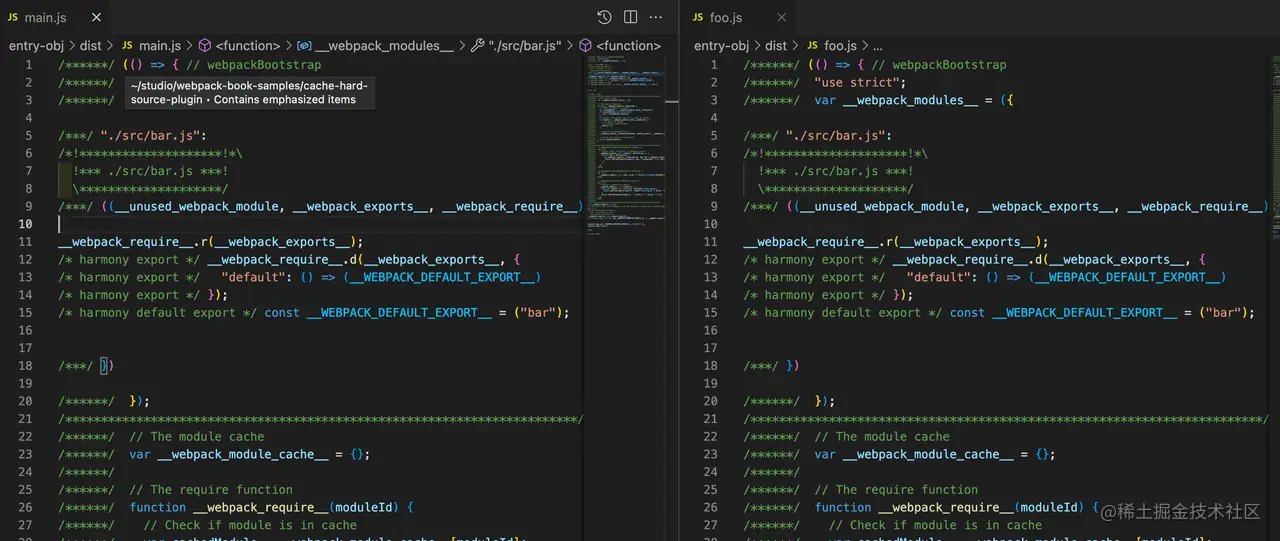 JS main.js
entry-obj > dist > JS main.js > <function> > __webpack_modules__ > "./src/bar.js" > <function>
1 /******/ (() => { // webpackBootstrap
2 /******/
~/studio/webpack-book-samples/cache-hard-
source-plugin • Contains emphasized items
3 /******/
4
5 /***/ "./src/bar.js":
6 /*!********************!*\
7 !*** ./src/bar.js ***!
8 \********************/
9 /***/ ((__unused_webpack_module, __webpack_exports__, __webpack_require__)
10
11 __webpack_require__.r(__webpack_exports__);
12 /* harmony export */ __webpack_require__.d(__webpack_exports__, {
13 /* harmony export */   "default": () => (__WEBPACK_DEFAULT_EXPORT__)
14 /* harmony export */ });
15 /* harmony default export */ const __WEBPACK_DEFAULT_EXPORT__ = ("bar");
16
17
18 /***/ })
19
20 /******/ });
21 /************************************************************************/
22 /******/ // The module cache
23 /******/ var __webpack_module_cache__ = {};
24 /******/
25 /******/ // The require function
26 /******/ function __webpack_require__(moduleId) {
27 /******/   // Check if module is in cache
JS foo.js
entry-obj > dist > JS foo.js > ...
1 /******/ (() => { // webpackBootstrap
2 /******/ "use strict";
3 /******/ var __webpack_modules__ = ({
4
5 /***/ "./src/bar.js":
6 /*!********************!*\
7 !*** ./src/bar.js ***!
8 \********************/
9 /***/ ((__unused_webpack_module, __webpack_exports__, __webpack_require__)
10
11 __webpack_require__.r(__webpack_exports__);
12 /* harmony export */ __webpack_require__.d(__webpack_exports__, {
13 /* harmony export */   "default": () => (__WEBPACK_DEFAULT_EXPORT__)
14 /* harmony export */ });
15 /* harmony default export */ const __WEBPACK_DEFAULT_EXPORT__ = ("bar");
16
17
18 /***/ })
19
20 /******/ });
21 /************************************************************************/
22 /******/ // The module cache
23 /******/ var __webpack_module_cache__ = {};
24 /******/
25 /******/ // The require function
26 /******/ function __webpack_require__(moduleId) {
27 /******/   // Check if module is in cache
@稀土掘金技术社区